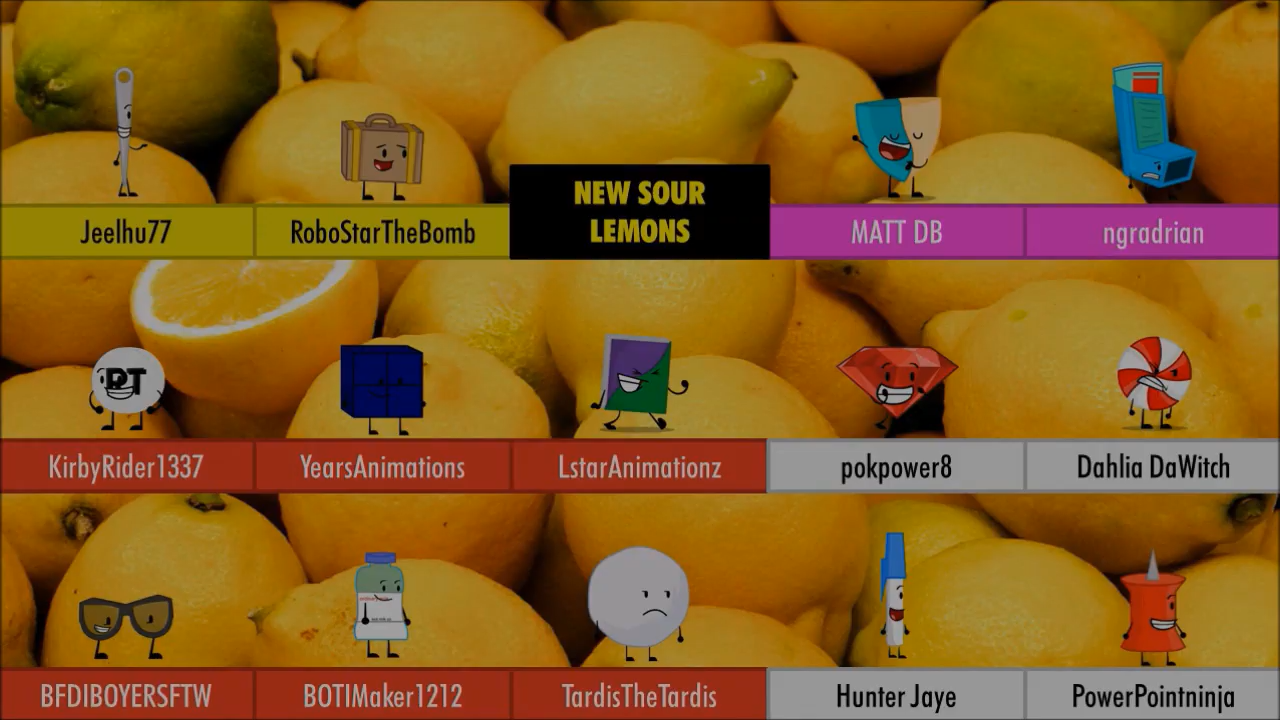 NEW SOUR
LEMONS
Jeelhu77
RoboStarTheBomb
MATT DB
ngradrian
RT
KirbyRider1337
YearsAnimations
LstarAnimationz
pokpower8
Dahlia DaWitch
BFDIBOYERSFTW
BOTIMaker1212
TardisTheTardis
Hunter Jaye
PowerPointninja